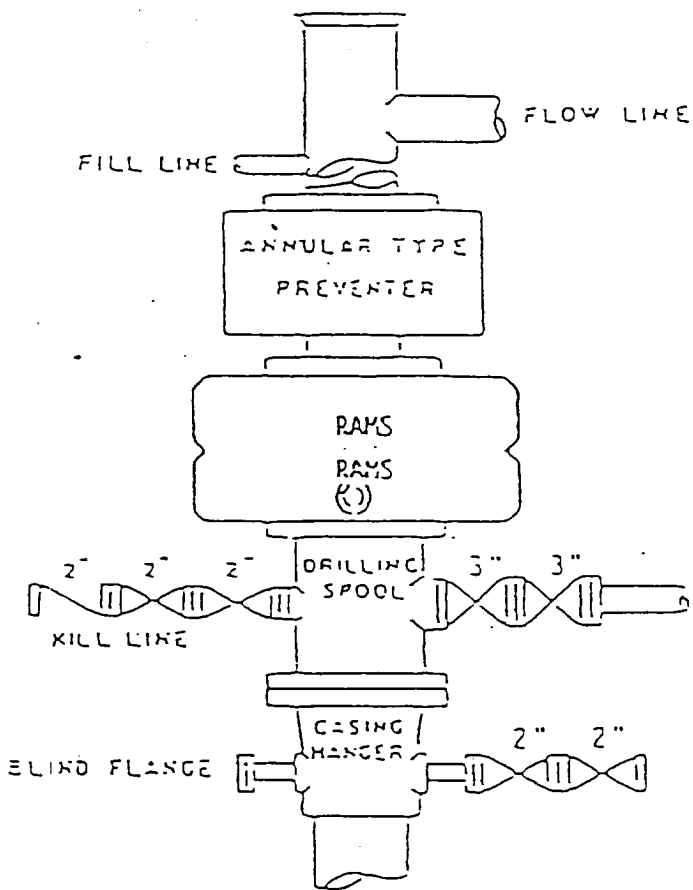 FLOW LINE
FILL LINE
ANNULAR TYPE
PREVENTER
RAMS
RAMS
2" 2" 2"
DRILLING
SPOOL
3" 3"
KILL LINE
CASING
HANGER
2" 2"
BLIND FLANGE